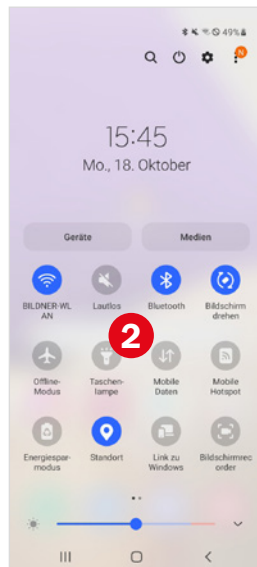 49%
N
15:45
Mo., 18. Oktober
Geräte Medien
BILDNER-WL Lautlos Bluetooth Bildschirm
AN drehen
2
Offline- Taschen- Mobile Mobile
Modus lampe Daten Hotspot
Energiespar- Standort Link zu Bildschirmrec
modus Windows order